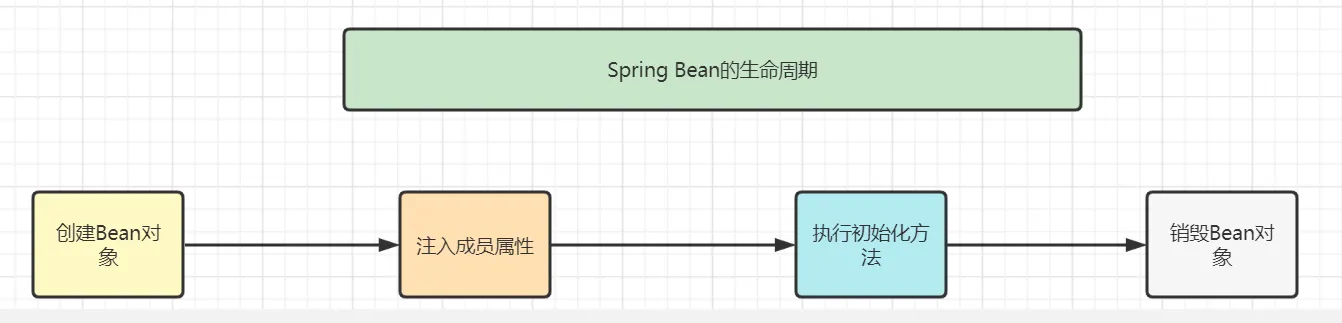 Spring Bean的生命周期
创建Bean对
象
注入成员属性
执行初始化方
法
销毁Bean对
象